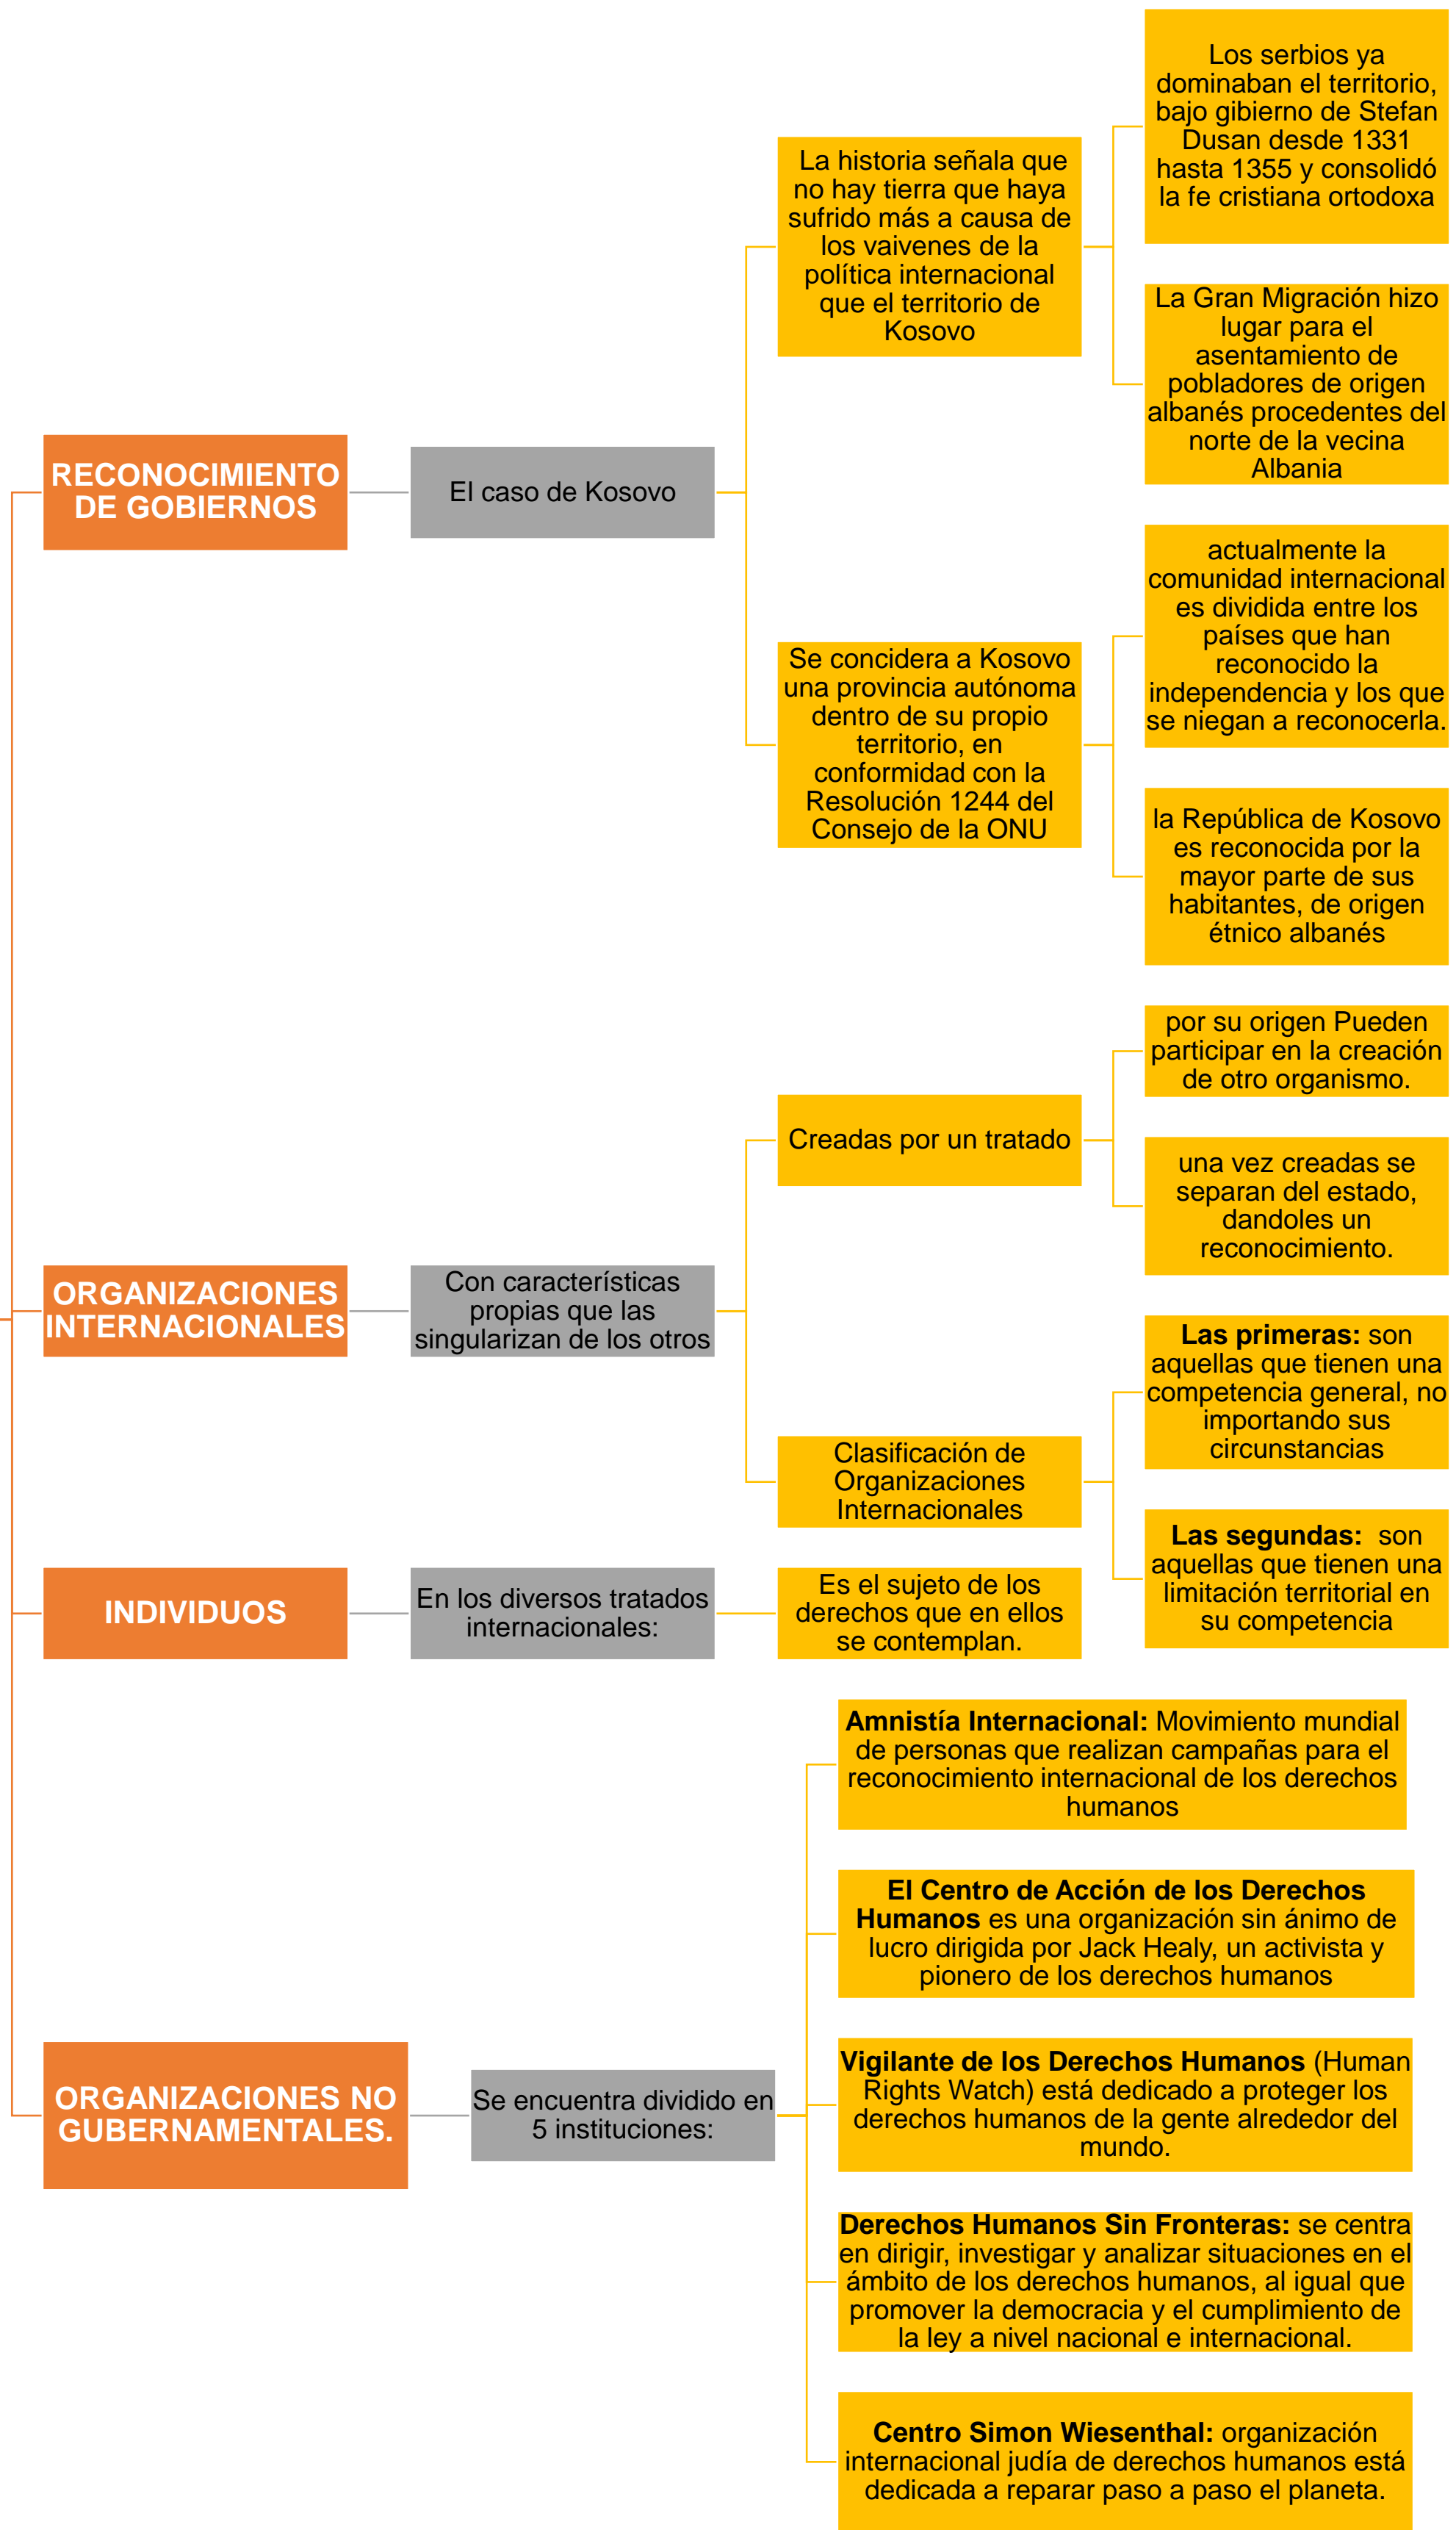 RECONOCIMIENTO
DE GOBIERNOS
El caso de Kosovo
La historia señala que
no hay tierra que haya
sufrido más a causa de
los vaivenes de la
política internacional
que el territorio de
Kosovo
Los serbios ya
dominaban el territorio,
bajo gibierno de Stefan
Dusan desde 1331
hasta 1355 y consolidó
la fe cristiana ortodoxa
La Gran Migración hizo
lugar para el
asentamiento de
pobladores de origen
albanés procedentes del
norte de la vecina
Albania
Se concidera a Kosovo
una provincia autónoma
dentro de su propio
territorio, en
conformidad con la
Resolución 1244 del
Consejo de la ONU
actualmente la
comunidad internacional
es dividida entre los
países que han
reconocido la
independencia y los que
se niegan a reconocerla.
la República de Kosovo
es reconocida por la
mayor parte de sus
habitantes, de origen
étnico albanés
ORGANIZACIONES
INTERNACIONALES
Con características
propias que las
singularizan de los otros
Creadas por un tratado
por su origen Pueden
participar en la creación
de otro organismo.
una vez creadas se
separan del estado,
dandoles un
reconocimiento.
Clasificación de
Organizaciones
Internacionales
Las primeras: son
aquellas que tienen una
competencia general, no
importando sus
circunstancias
Las segundas: son
aquellas que tienen una
limitación territorial en
su competencia
INDIVIDUOS
En los diversos tratados
internacionales:
Es el sujeto de los
derechos que en ellos
se contemplan.
ORGANIZACIONES NO
GUBERNAMENTALES.
Se encuentra dividido en
5 instituciones:
Amnistía Internacional: Movimiento mundial
de personas que realizan campañas para el
reconocimiento internacional de los derechos
humanos
El Centro de Acción de los Derechos
Humanos es una organización sin ánimo de
lucro dirigida por Jack Healy, un activista y
pionero de los derechos humanos
Vigilante de los Derechos Humanos (Human
Rights Watch) está dedicado a proteger los
derechos humanos de la gente alrededor del
mundo.
Derechos Humanos Sin Fronteras: se centra
en dirigir, investigar y analizar situaciones en el
ámbito de los derechos humanos, al igual que
promover la democracia y el cumplimiento de
la ley a nivel nacional e internacional.
Centro Simon Wiesenthal: organización
internacional judía de derechos humanos está
dedicada a reparar paso a paso el planeta.